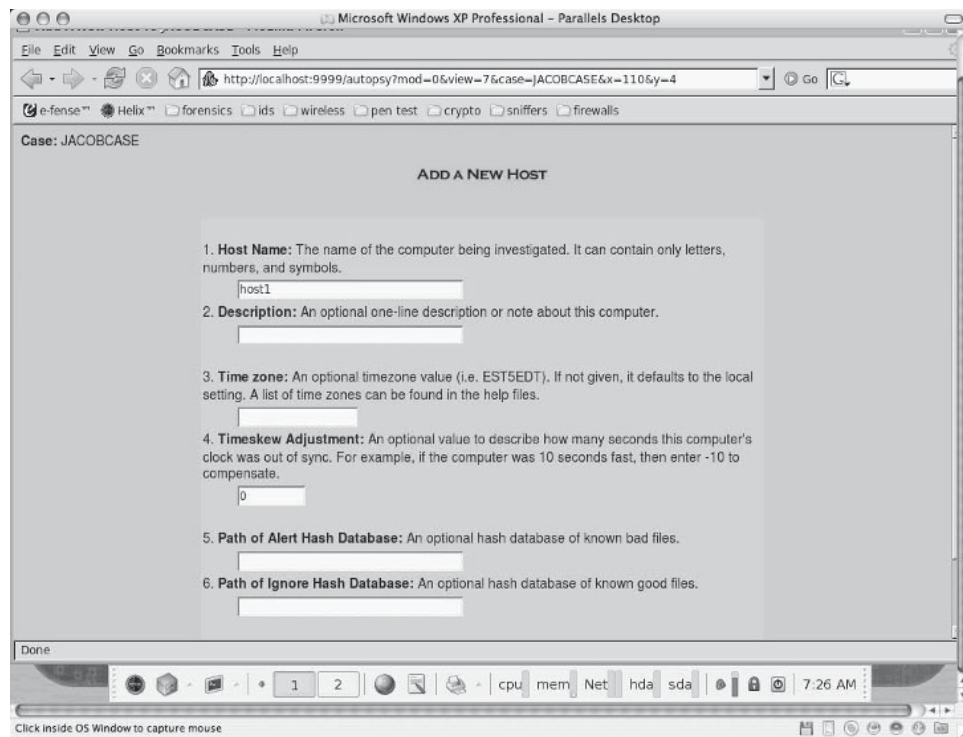 Microsoft Windows XP Professional – Parallels Desktop
File Edit View Go Bookmarks Tools Help
http://localhost:9999/autopsy?mod=0&view=7&case=JACOBCASE&x=110&y=4
Go
G
e-fense™ Helix™ forensics ids wireless pen test crypto sniffers firewalls
Case: JACOBCASE
ADD A NEW HOST
1. Host Name: The name of the computer being investigated. It can contain only letters,
numbers, and symbols.
host1
2. Description: An optional one-line description or note about this computer.
3. Time zone: An optional timezone value (i.e. EST5EDT). If not given, it defaults to the local
setting. A list of time zones can be found in the help files.
4. Timeskew Adjustment: An optional value to describe how many seconds this computer's
clock was out of sync. For example, if the computer was 10 seconds fast, then enter -10 to
compensate.
0
5. Path of Alert Hash Database: An optional hash database of known bad files.
6. Path of Ignore Hash Database: An optional hash database of known good files.
Done
1 2 cpu mem Net hda sda 7:26 AM
Click inside OS Window to capture mouse